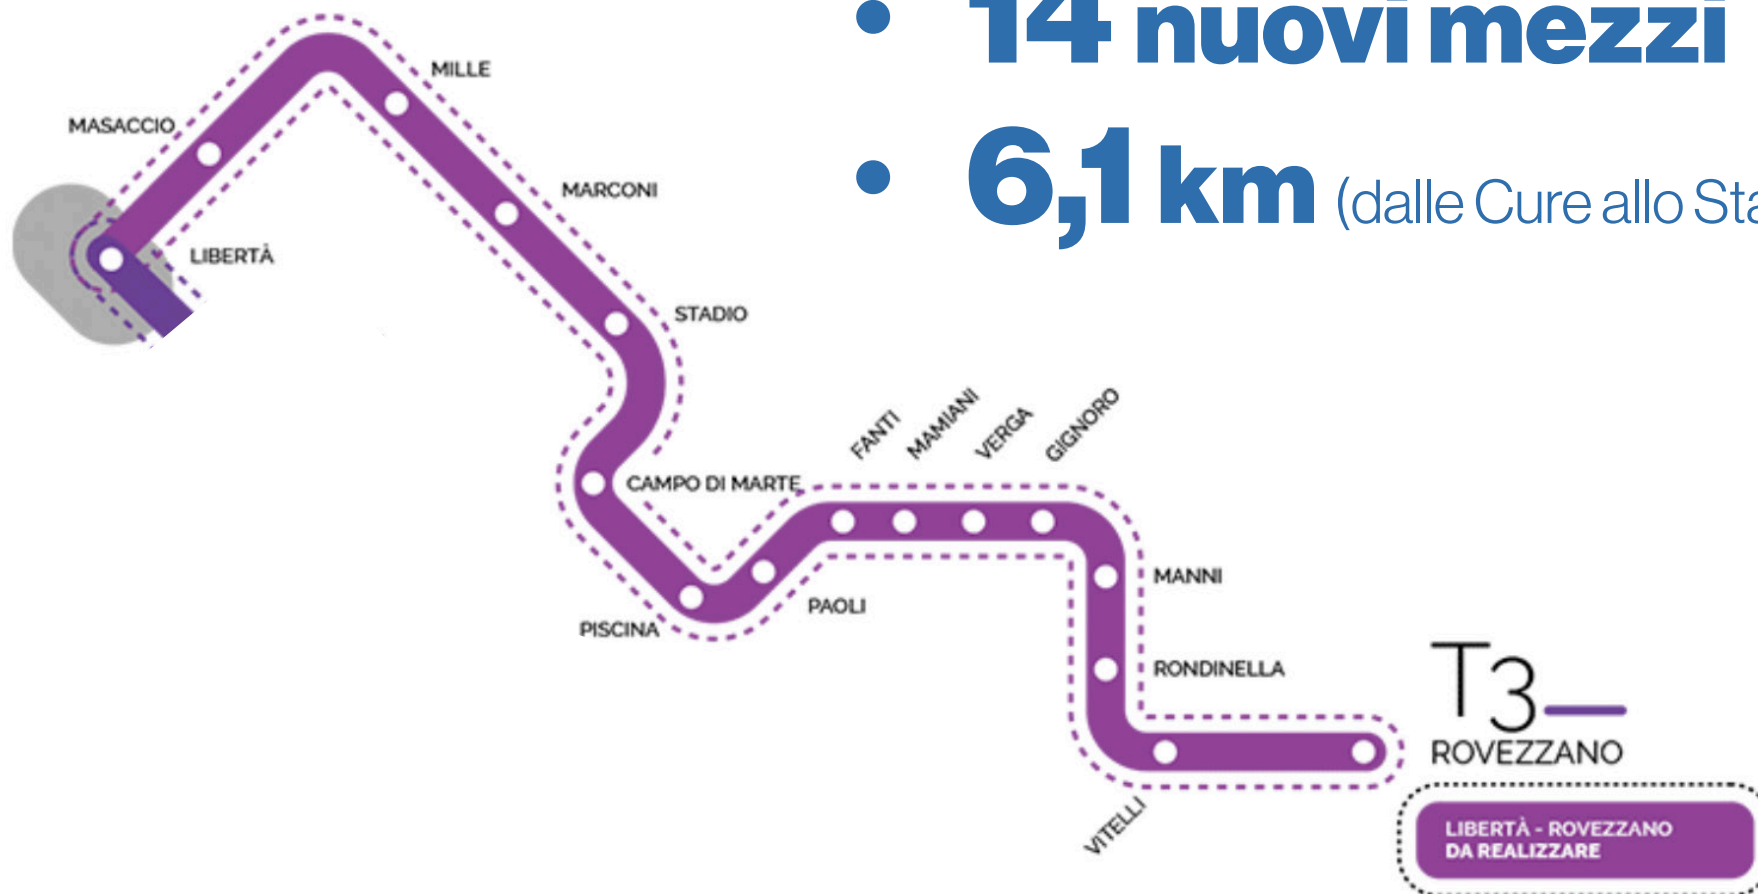 14 nuovi mezzi
6,1 km (dalle Cure allo Sta
MILLE
MASACCIO
MARCONI
LIBERTÀ
STADIO
FANTI
MAMIANI
VERGA
GIGNORO
CAMPO DI MARTE
MANNI
PAOLI
PISCINA
RONDINELLA
T3
ROVEZZANO
VITELLI
LIBERTÀ - ROVEZZANO
DA REALIZZARE